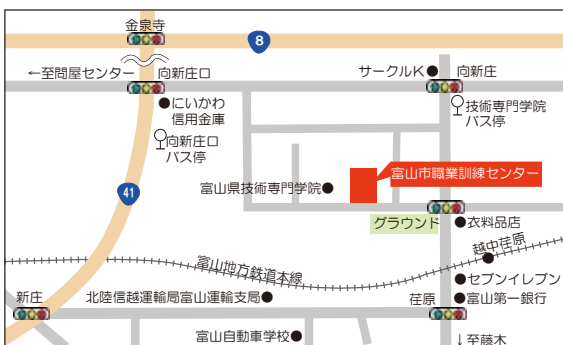 金泉寺
8
←至問屋センター
向新庄口
サークルK
向新庄
にいかわ
信用金庫
技術専門学院
バス停
向新庄口
バス停
富山市職業訓練センター
41
富山県技術専門学院
グラウンド
衣料品店
越中荏原
富山地方鉄道本線
セブンイレブン
新庄
北陸信越運輸局富山運輸支局
荏原
富山第一銀行
富山自動車学校
↓至藤木